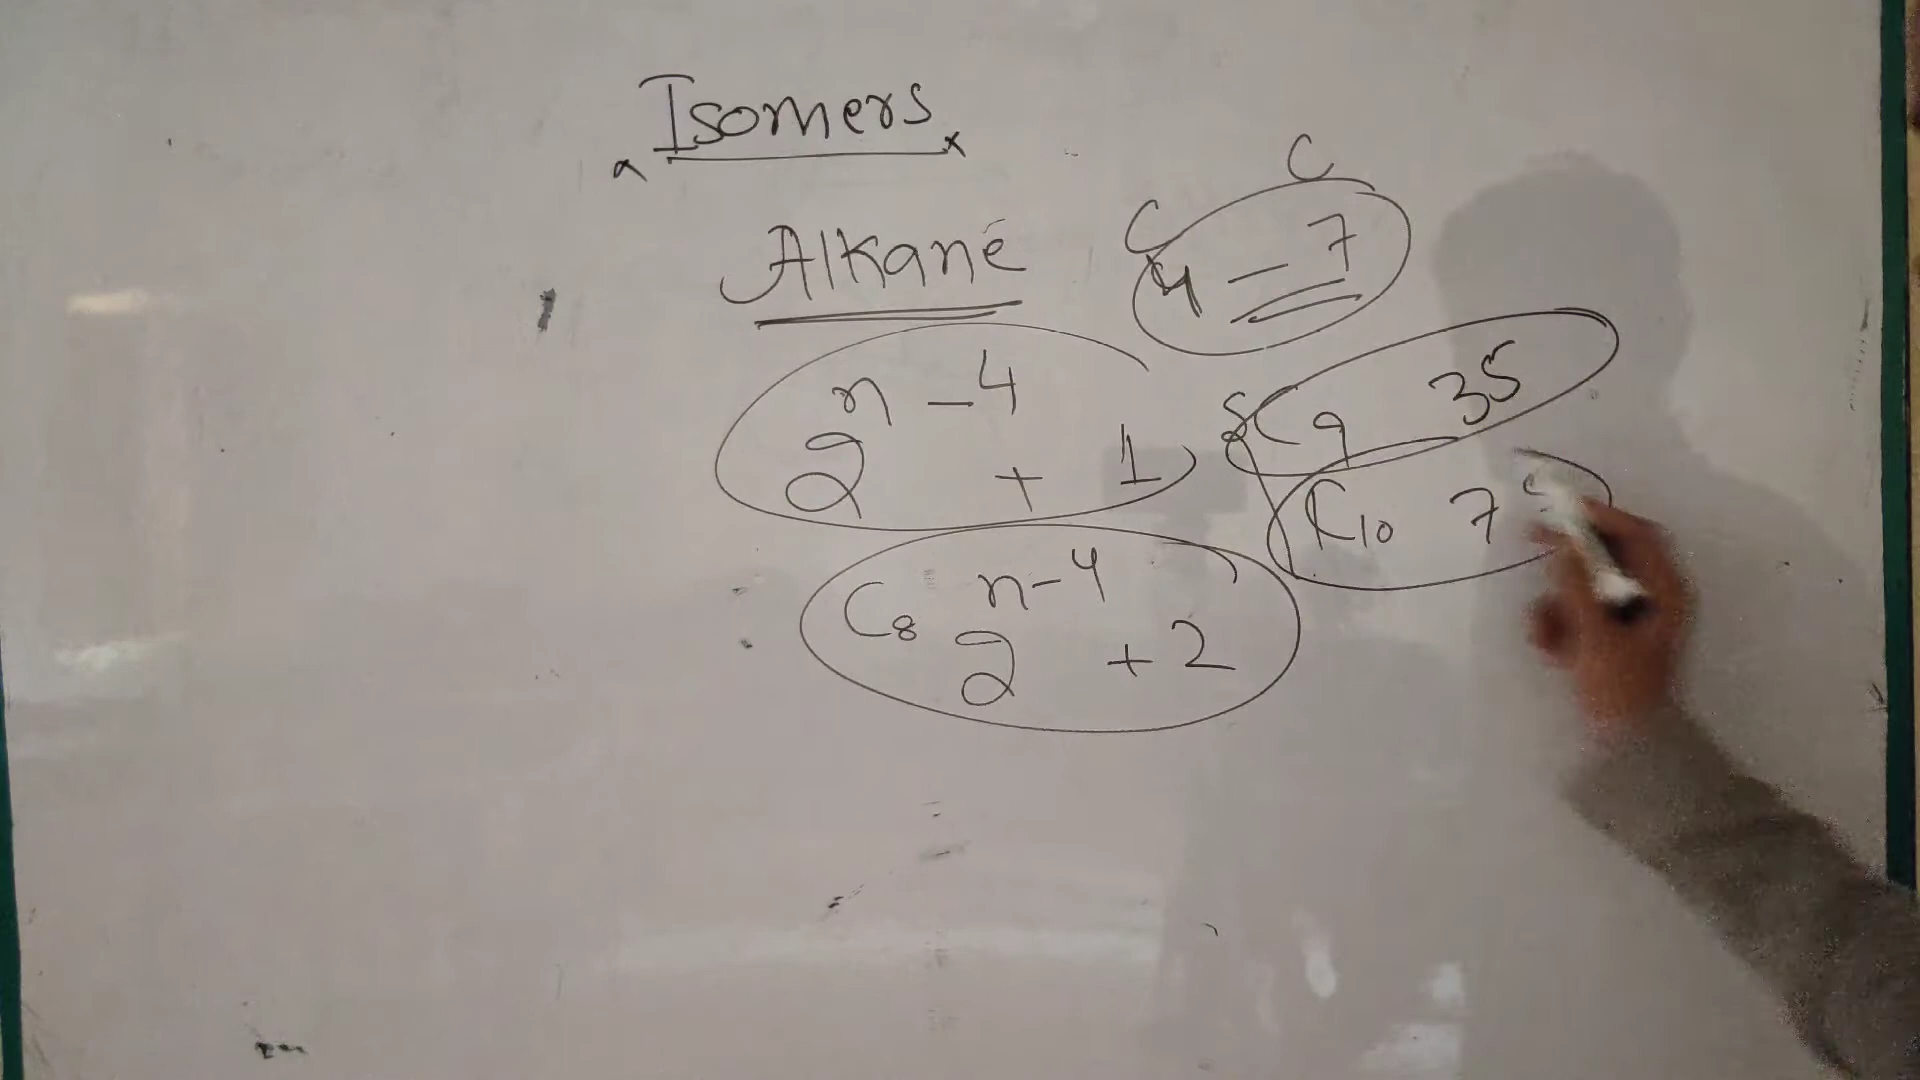 Isomers
Alkane
C C
4 - 7
2^{n-4} + 1
C9 35
C10 7
C8 2^{n-4} + 2